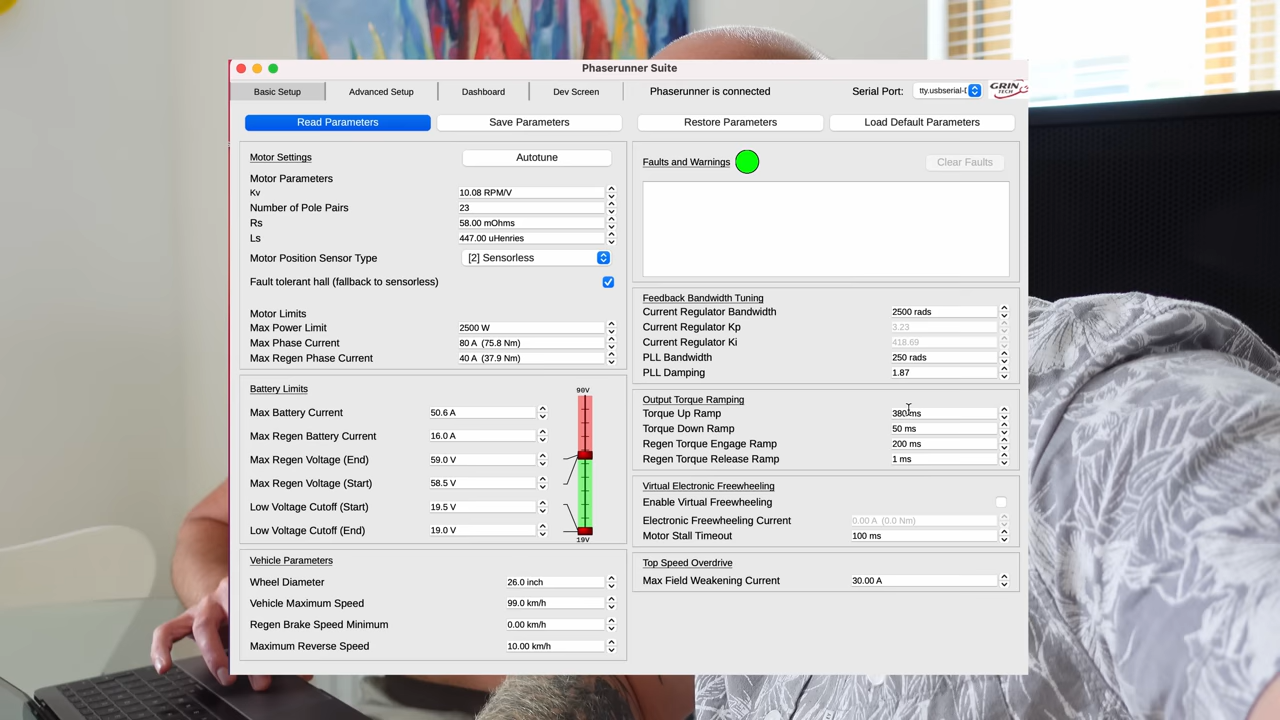 Phaserunner Suite
Basic Setup
Advanced Setup
Dashboard
Dev Screen
Phaserunner is connected
Serial Port:
tty.usbserial-D
GRIN
TECH
Read Parameters
Save Parameters
Restore Parameters
Load Default Parameters
Motor Settings
Autotune
Motor Parameters
Kv 10.08 RPM/V
Number of Pole Pairs 23
Rs 58.00 mOhms
Ls 447.00 uHenries
Motor Position Sensor Type [2] Sensorless
Fault tolerant hall (fallback to sensorless)
Motor Limits
Max Power Limit 2500 W
Max Phase Current 80 A (75.8 Nm)
Max Regen Phase Current 40 A (37.9 Nm)
Battery Limits
90V
Max Battery Current 50.6 A
Max Regen Battery Current 16.0 A
Max Regen Voltage (End) 59.0 V
Max Regen Voltage (Start) 58.5 V
Low Voltage Cutoff (Start) 19.5 V
Low Voltage Cutoff (End) 19.0 V
19V
Vehicle Parameters
Wheel Diameter 26.0 inch
Vehicle Maximum Speed 99.0 km/h
Regen Brake Speed Minimum 0.00 km/h
Maximum Reverse Speed 10.00 km/h
Faults and Warnings
Clear Faults
Feedback Bandwidth Tuning
Current Regulator Bandwidth 2500 rads
Current Regulator Kp 3.23
Current Regulator Ki 418.69
PLL Bandwidth 250 rads
PLL Damping 1.87
Output Torque Ramping
Torque Up Ramp 380 ms
Torque Down Ramp 50 ms
Regen Torque Engage Ramp 200 ms
Regen Torque Release Ramp 1 ms
Virtual Electronic Freewheeling
Enable Virtual Freewheeling
Electronic Freewheeling Current 0.00 A (0.0 Nm)
Motor Stall Timeout 100 ms
Top Speed Overdrive
Max Field Weakening Current 30.00 A